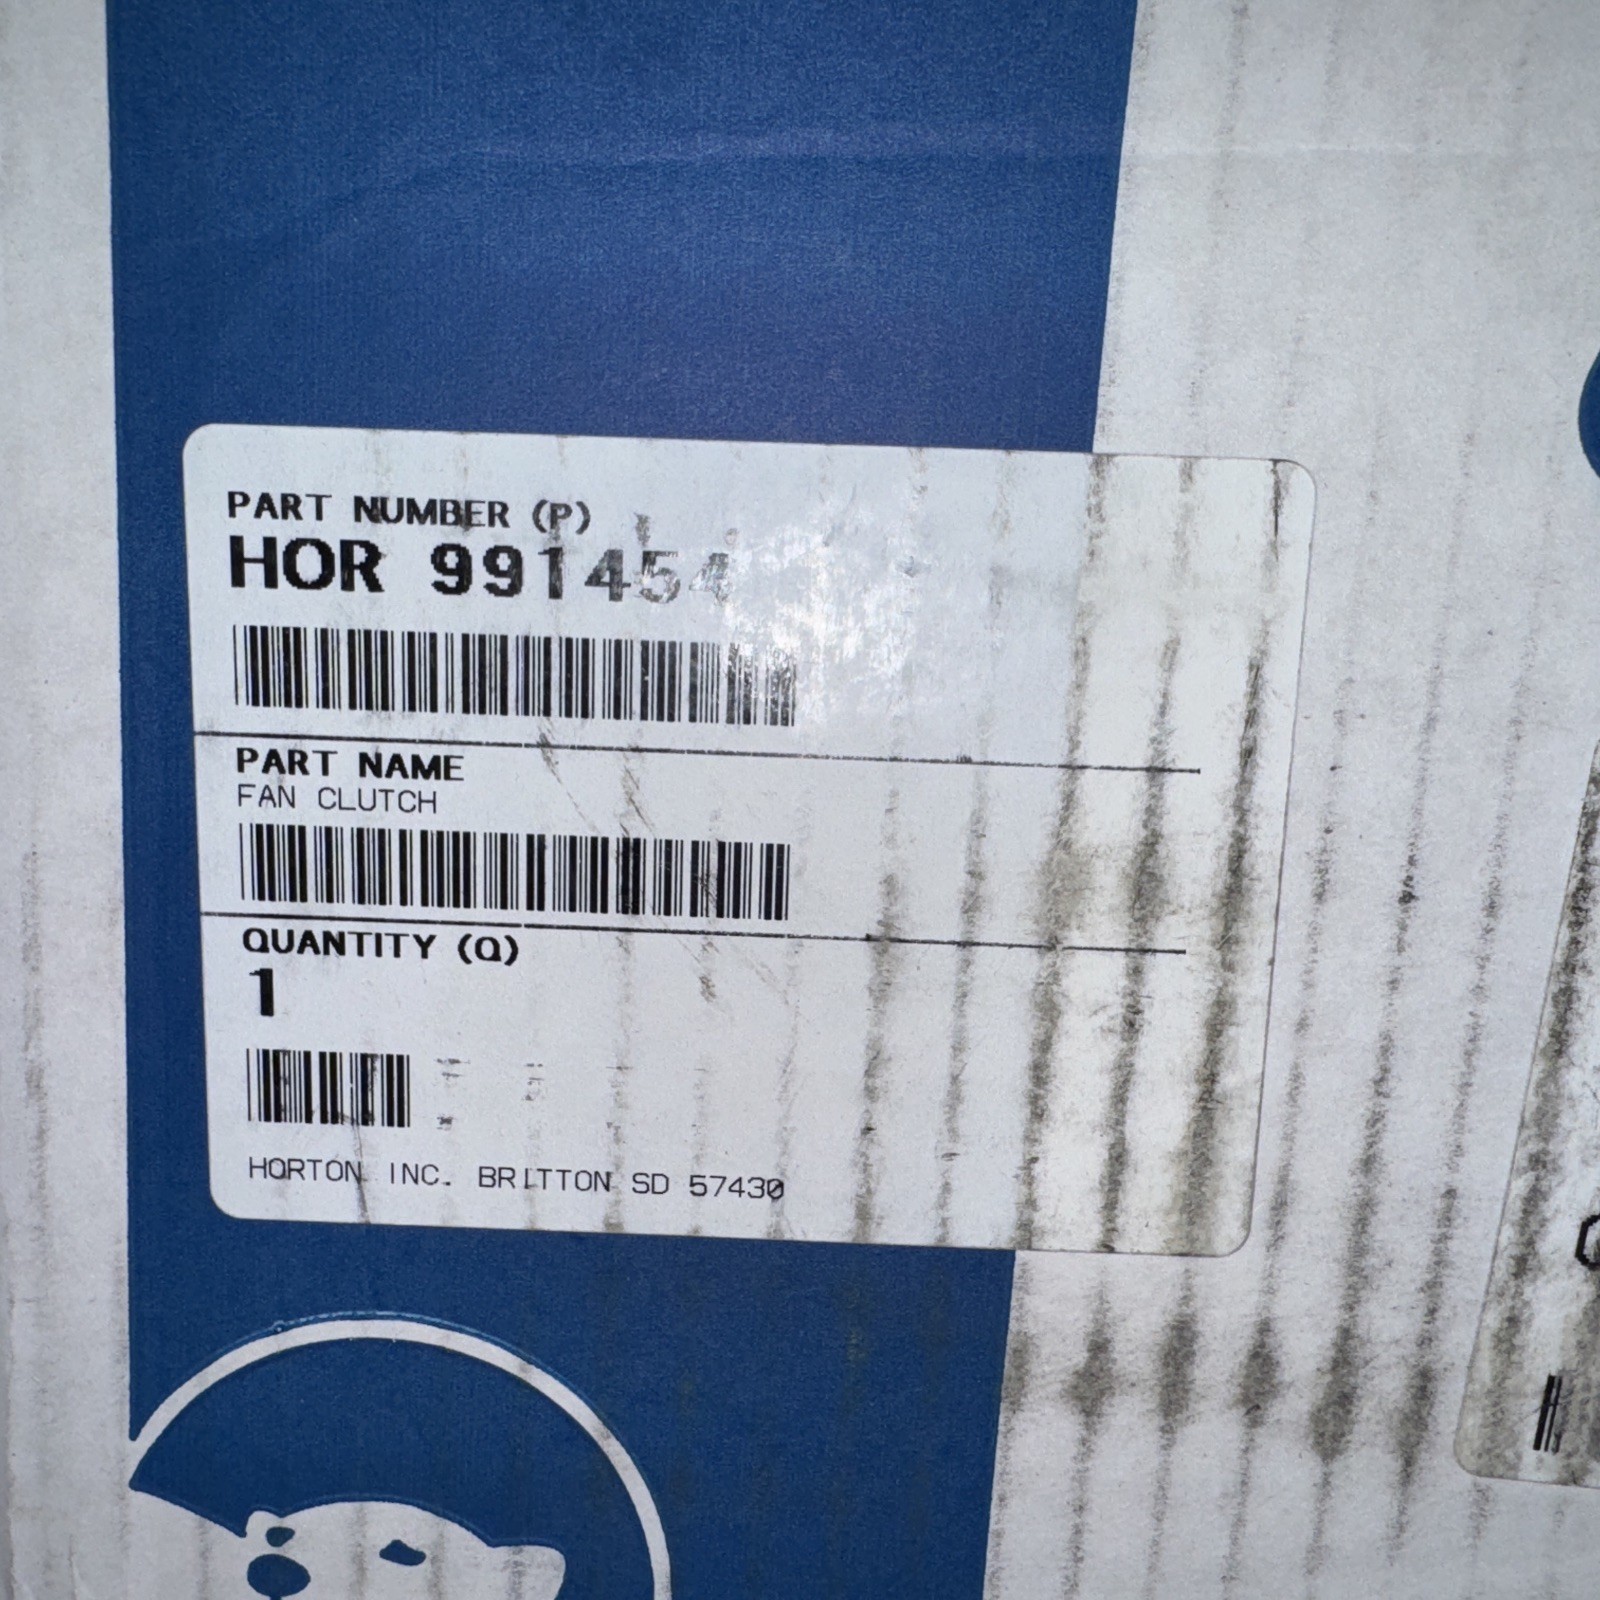 PART NUMBER (P)
HOR 991454
PART NAME
FAN CLUTCH
QUANTITY (Q)
1
HORTON INC. BRITTON SD 57430